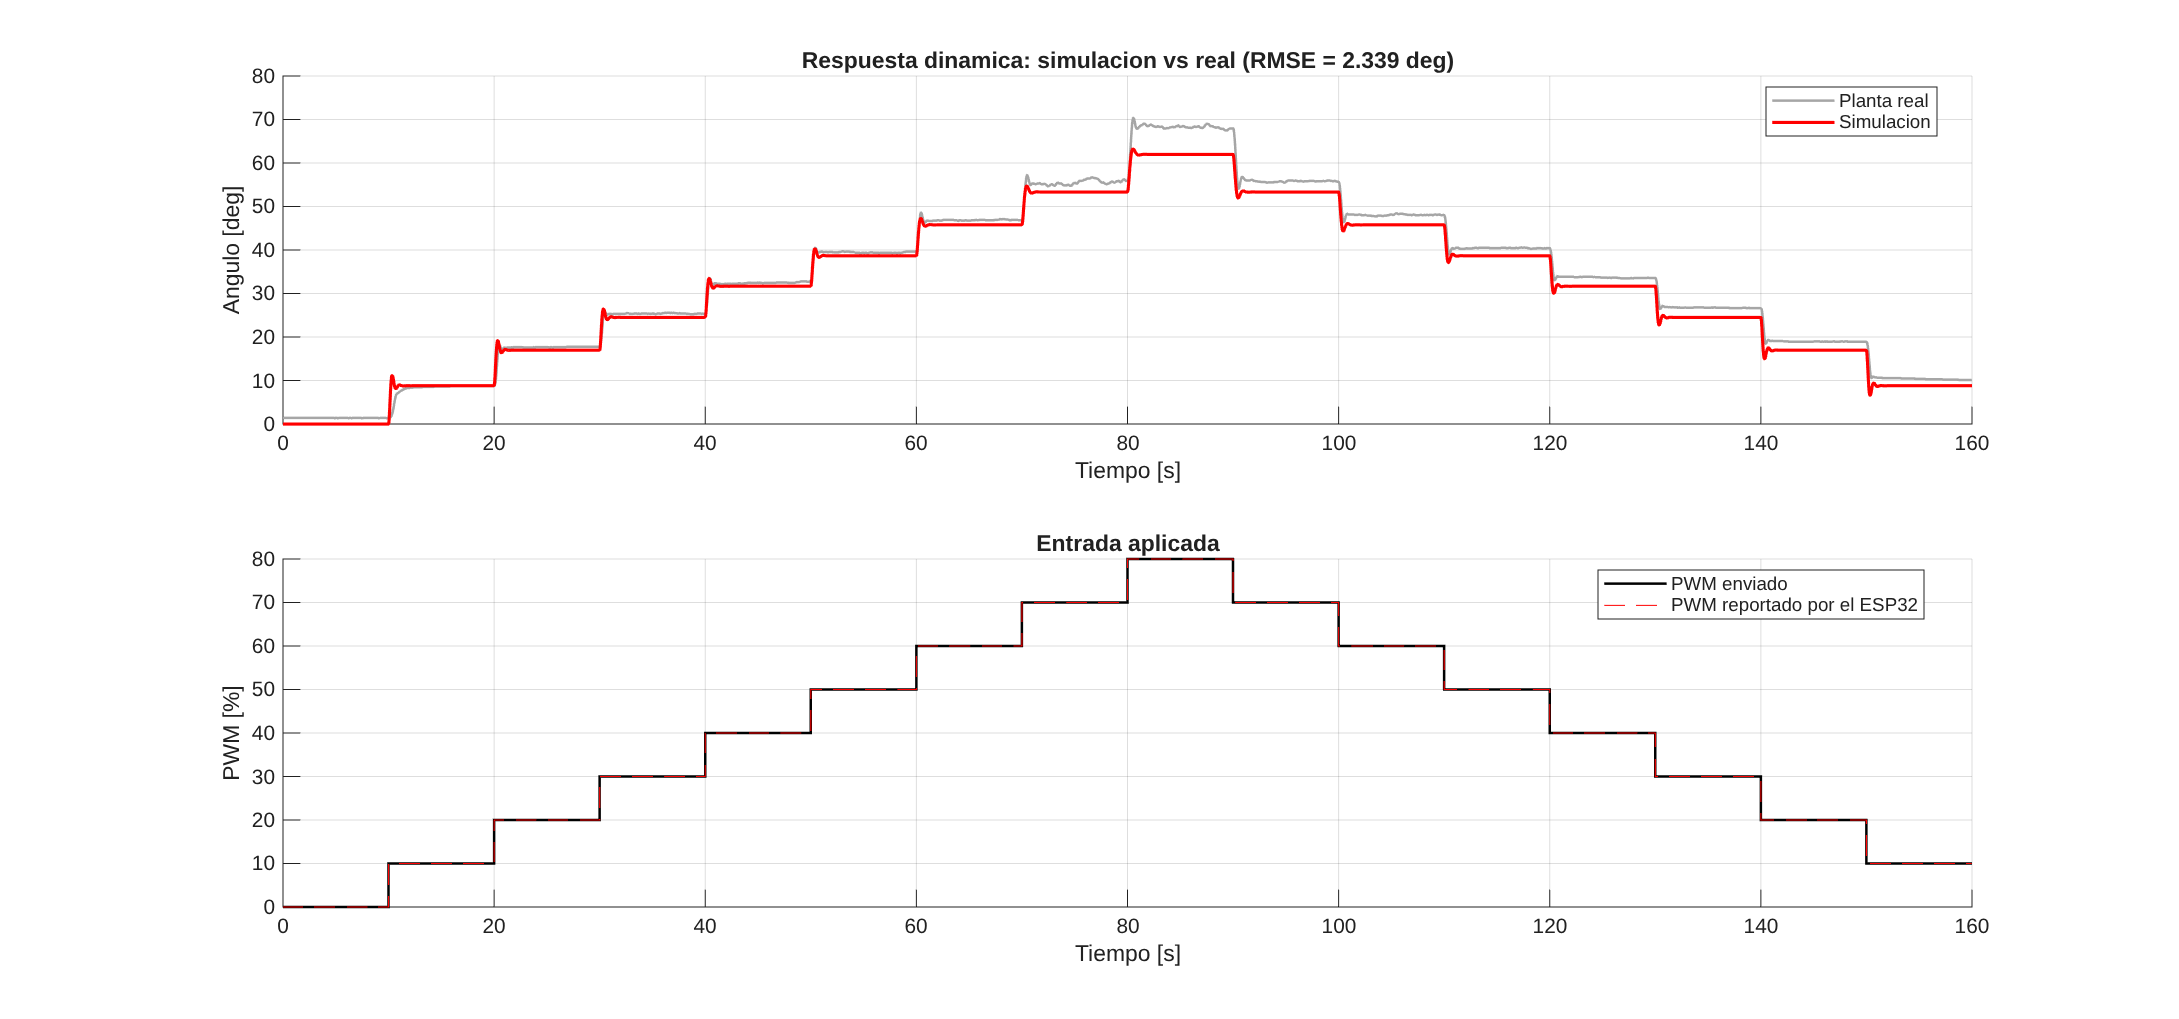 Respuesta dinamica: simulacion vs real (RMSE = 2.339 deg)
80
70
60
50
40
30
20
10
0
Angulo [deg]
Planta real
Simulacion
0 20 40 60 80 100 120 140 160
Tiempo [s]
Entrada aplicada
80
70
60
50
40
30
20
10
0
PWM [%]
PWM enviado
PWM reportado por el ESP32
0 20 40 60 80 100 120 140 160
Tiempo [s]